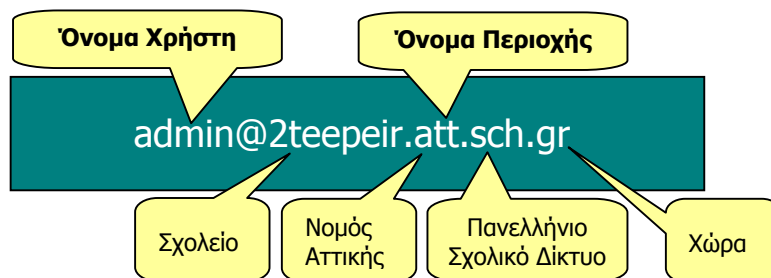 Όνομα Χρήστη
Όνομα Περιοχής
admin@2teepeir.att.sch.gr
Σχολείο
Νομός
Αττικής
Πανελλήνιο
Σχολικό Δίκτυο
Χώρα